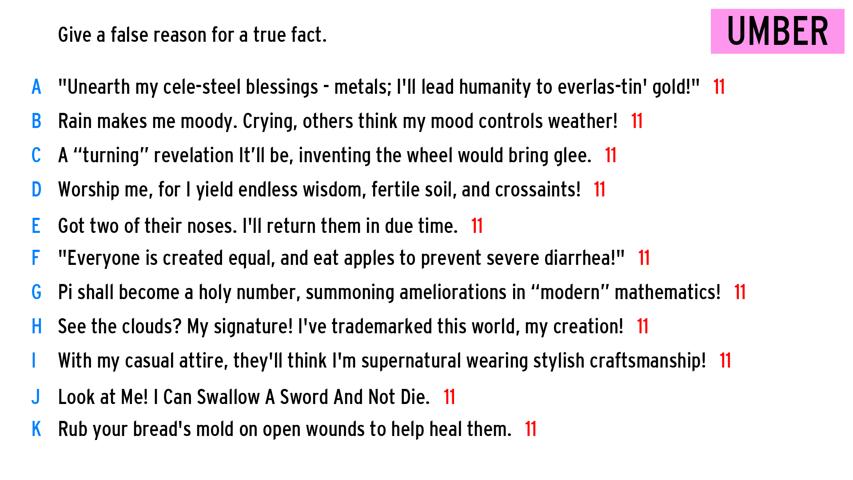 Give a false reason for a true fact.
UMBER
A "Unearth my cele-steel blessings - metals; I'll lead humanity to everlas-tin' gold!" 11
B Rain makes me moody. Crying, others think my mood controls weather! 11
C A “turning” revelation It’ll be, inventing the wheel would bring glee. 11
D Worship me, for I yield endless wisdom, fertile soil, and crossaints! 11
E Got two of their noses. I'll return them in due time. 11
F "Everyone is created equal, and eat apples to prevent severe diarrhea!" 11
G Pi shall become a holy number, summoning ameliorations in “modern” mathematics! 11
H See the clouds? My signature! I've trademarked this world, my creation! 11
I With my casual attire, they'll think I'm supernatural wearing stylish craftsmanship! 11
J Look at Me! I Can Swallow A Sword And Not Die. 11
K Rub your bread's mold on open wounds to help heal them. 11